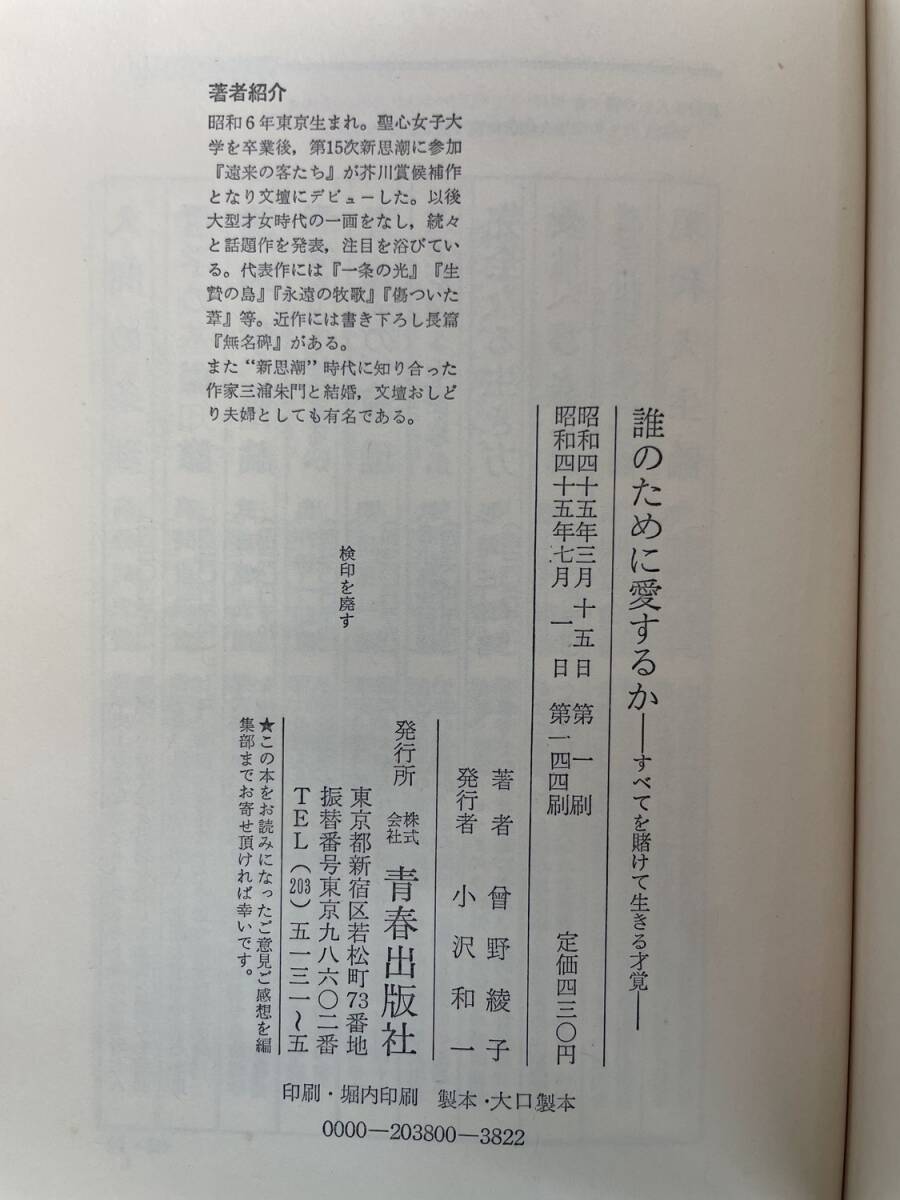 著者紹介
昭和6年東京生まれ。聖心女子大
学を卒業後，第15次新思潮に参加
『遠来の客たち』が芥川賞候補作
となり文壇にデビューした。以後
大型才女時代の一画をなし，続々
と話題作を発表，注目を浴びてい
る。代表作には『一条の光』『生
贄の島』『永遠の牧歌』『傷ついた
葦』等。近作には書き下ろし長篇
『無名碑』がある。
また“新思潮”時代に知り合った
作家三浦朱門と結婚，文壇おしど
り夫婦としても有名である。
誰のために愛するか──すべてを賭けて生きる才覚──
昭和四十五年三月十五日　第一刷
昭和四十五年七月一日　第一四四刷
定価四三〇円
著者　曾野綾子
発行者　小沢和一
発行所　株式会社　青春出版社
東京都新宿区若松町73番地
振替番号東京九八六〇二番
TEL（203）五一三一〜五
検印を廃す
★この本をお読みになったご意見ご感想を編
集部までお寄せ頂ければ幸いです。
印刷・堀内印刷　製本・大口製本
0000―203800―3822